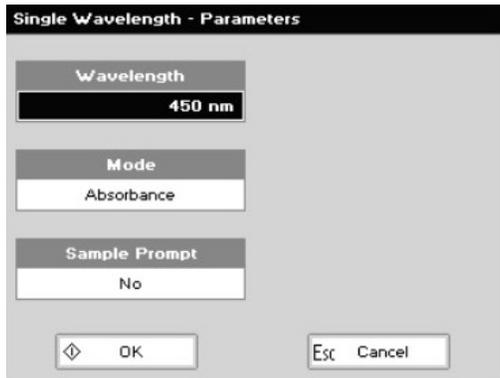 Single Wavelength - Parameters
Wavelength
450 nm
Mode
Absorbance
Sample Prompt
No
OK
Esc Cancel